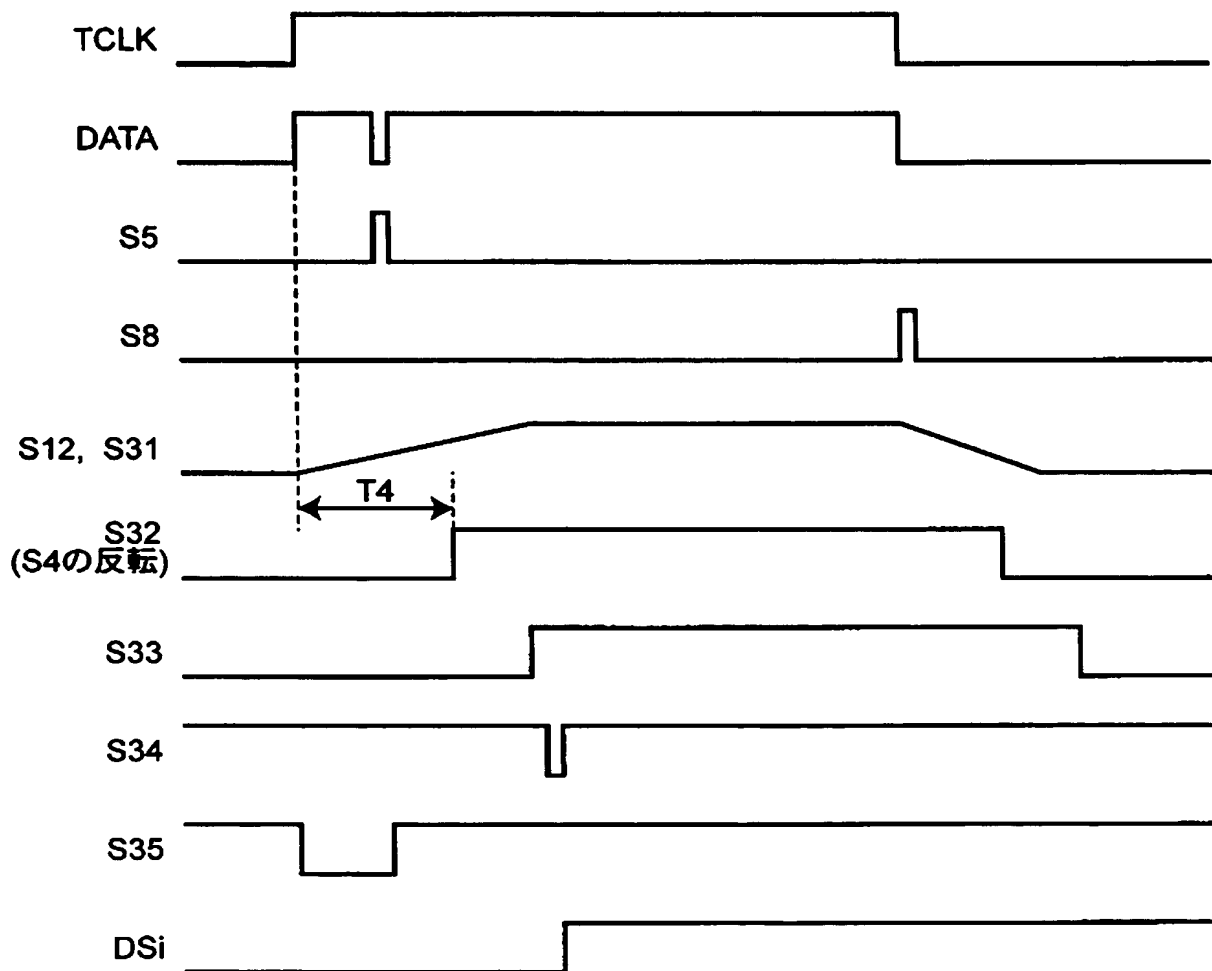 TCLK
DATA
S5
S8
S12, S31
T4
S32
(S4の反転)
S33
S34
S35
DSi